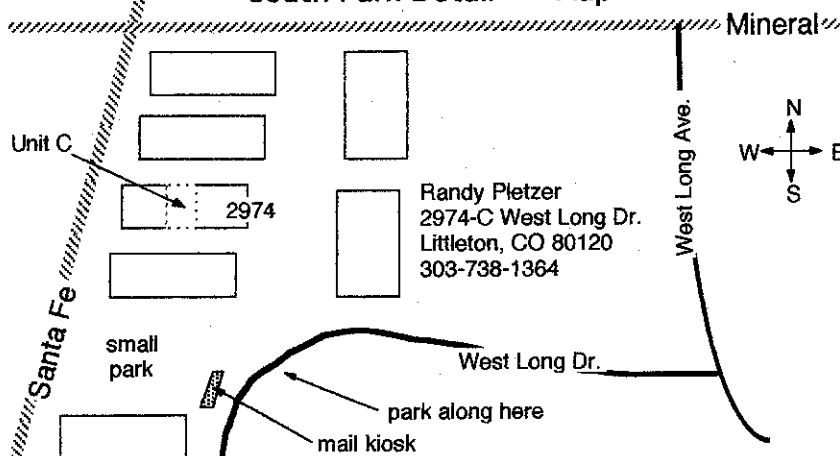 Mineral
Unit C
2974
Randy Pletzer
2974-C West Long Dr.
Littleton, CO 80120
303-738-1364
West Long Ave.
N
W
E
S
Santa Fe
small
park
West Long Dr.
park along here
mail kiosk